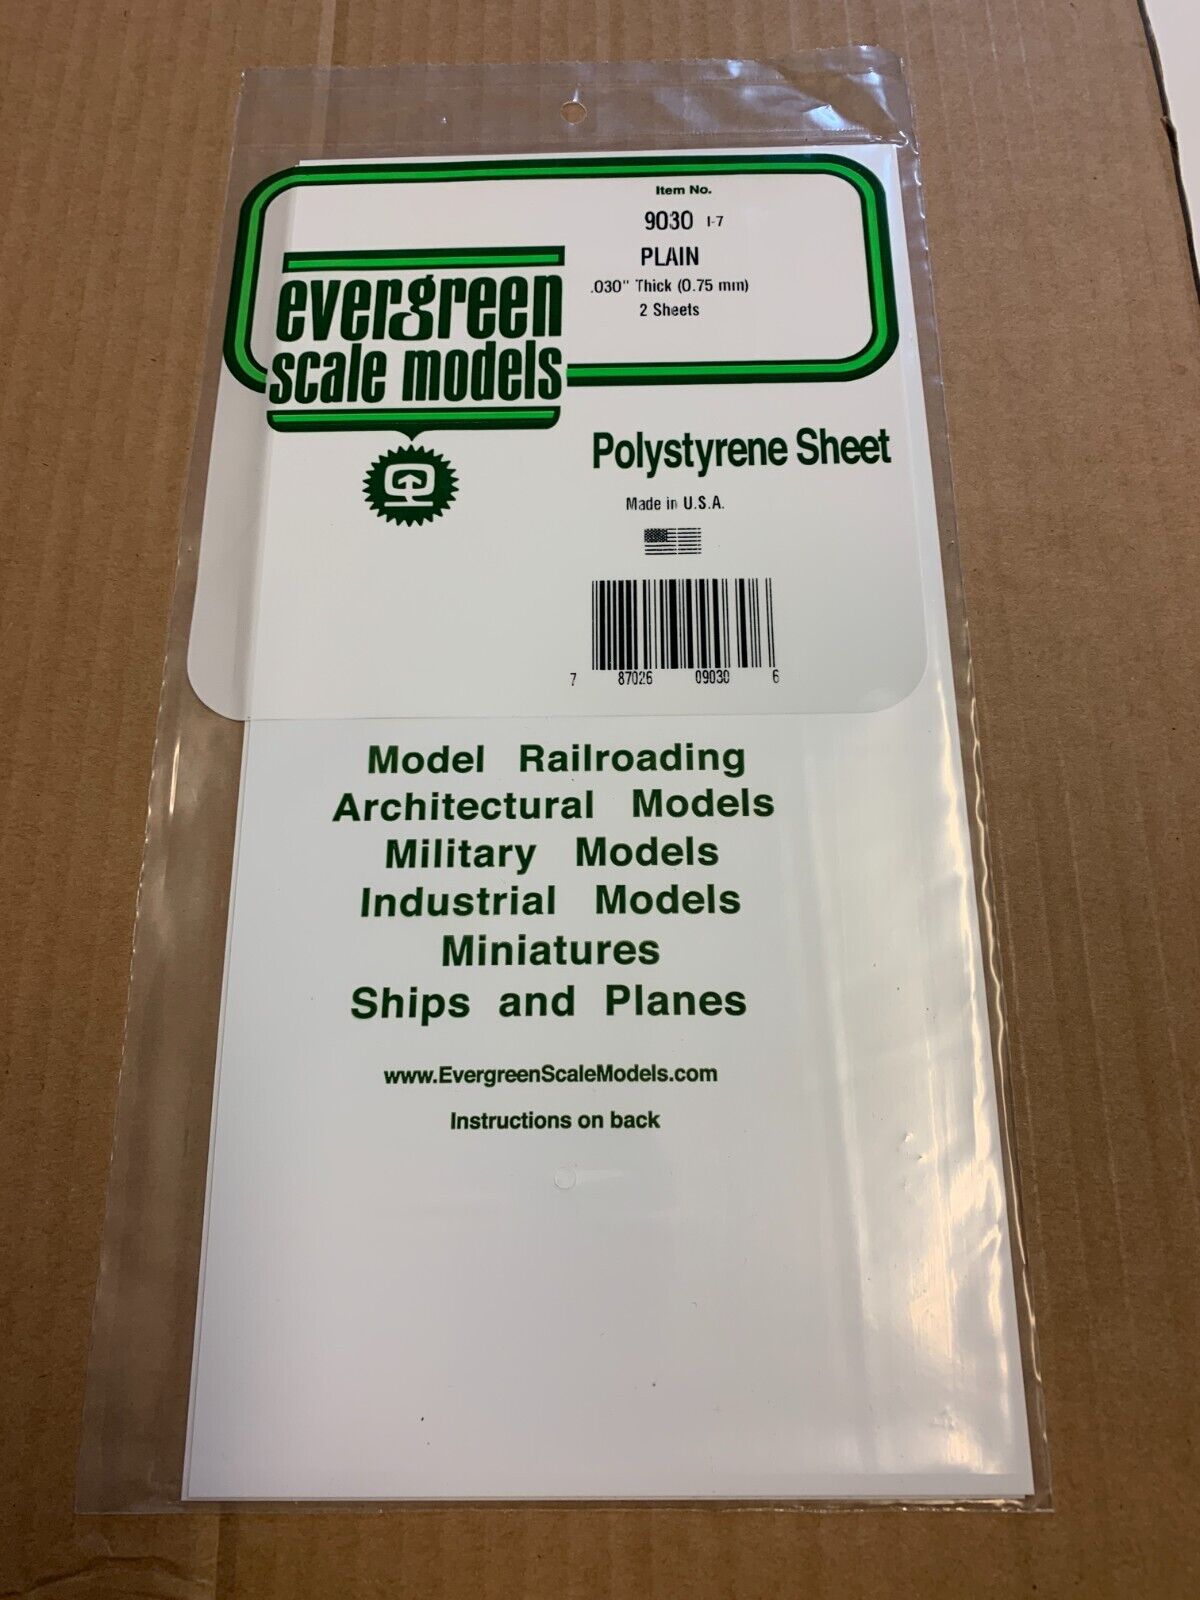 Item No.
9030 I-7
PLAIN
.030" Thick (0.75 mm)
2 Sheets
evergreen
scale models
Polystyrene Sheet
Made in U.S.A.
7 87026 09030 6
Model Railroading
Architectural Models
Military Models
Industrial Models
Miniatures
Ships and Planes
www.EvergreenScaleModels.com
Instructions on back